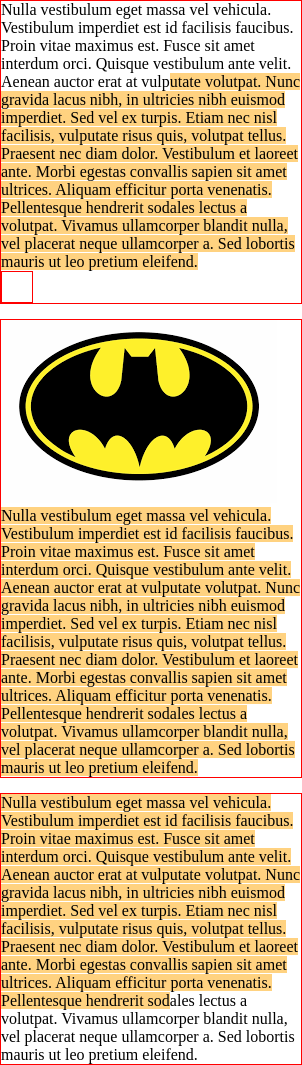 Nulla vestibulum eget massa vel vehicula.
Vestibulum imperdiet est id facilisis faucibus.
Proin vitae maximus est. Fusce sit amet
interdum orci. Quisque vestibulum ante velit.
Aenean auctor erat at vulputate volutpat. Nunc
gravida lacus nibh, in ultricies nibh euismod
imperdiet. Sed vel ex turpis. Etiam nec nisl
facilisis, vulputate risus quis, volutpat tellus.
Praesent nec diam dolor. Vestibulum et laoreet
ante. Morbi egestas convallis sapien sit amet
ultrices. Aliquam efficitur porta venenatis.
Pellentesque hendrerit sodales lectus a
volutpat. Vivamus ullamcorper blandit nulla,
vel placerat neque ullamcorper a. Sed lobortis
mauris ut leo pretium eleifend.
Nulla vestibulum eget massa vel vehicula.
Vestibulum imperdiet est id facilisis faucibus.
Proin vitae maximus est. Fusce sit amet
interdum orci. Quisque vestibulum ante velit.
Aenean auctor erat at vulputate volutpat. Nunc
gravida lacus nibh, in ultricies nibh euismod
imperdiet. Sed vel ex turpis. Etiam nec nisl
facilisis, vulputate risus quis, volutpat tellus.
Praesent nec diam dolor. Vestibulum et laoreet
ante. Morbi egestas convallis sapien sit amet
ultrices. Aliquam efficitur porta venenatis.
Pellentesque hendrerit sodales lectus a
volutpat. Vivamus ullamcorper blandit nulla,
vel placerat neque ullamcorper a. Sed lobortis
mauris ut leo pretium eleifend.
Nulla vestibulum eget massa vel vehicula.
Vestibulum imperdiet est id facilisis faucibus.
Proin vitae maximus est. Fusce sit amet
interdum orci. Quisque vestibulum ante velit.
Aenean auctor erat at vulputate volutpat. Nunc
gravida lacus nibh, in ultricies nibh euismod
imperdiet. Sed vel ex turpis. Etiam nec nisl
facilisis, vulputate risus quis, volutpat tellus.
Praesent nec diam dolor. Vestibulum et laoreet
ante. Morbi egestas convallis sapien sit amet
ultrices. Aliquam efficitur porta venenatis.
Pellentesque hendrerit sodales lectus a
volutpat. Vivamus ullamcorper blandit nulla,
vel placerat neque ullamcorper a. Sed lobortis
mauris ut leo pretium eleifend.